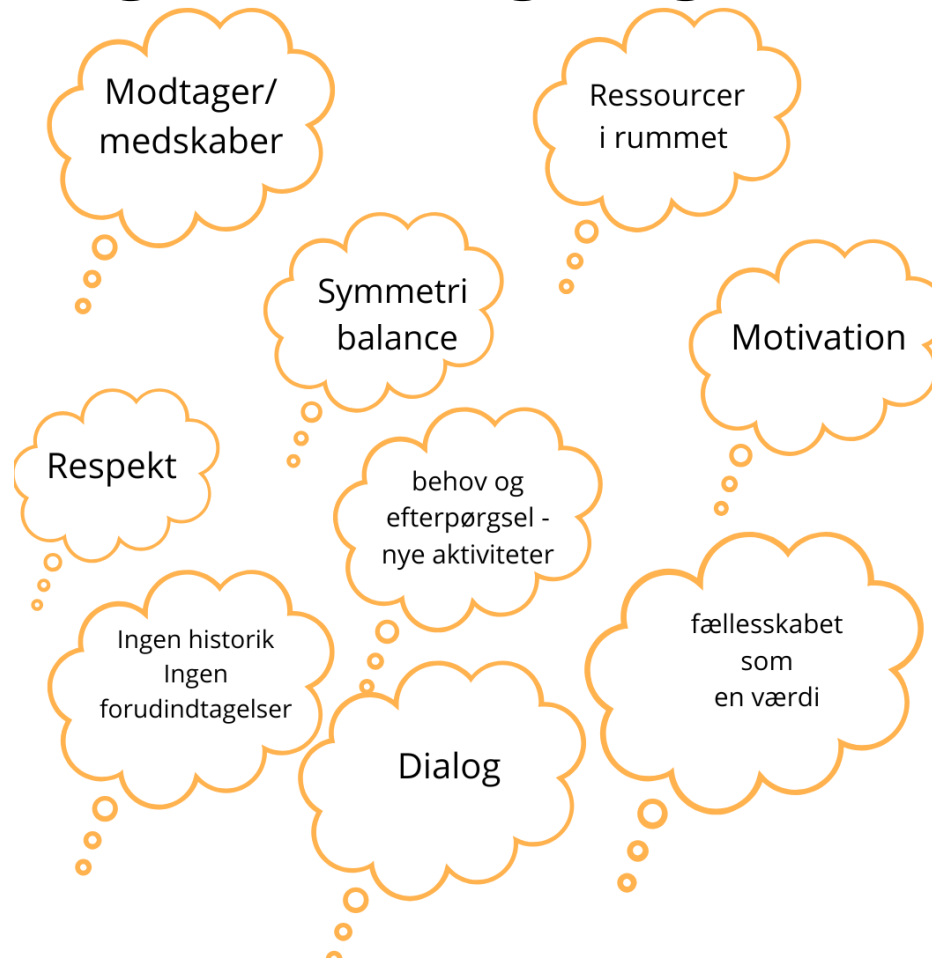 Modtager/
medskaber
Ressourcer
i rummet
Symmetri
balance
Motivation
Respekt
behov og
efterpørgsel -
nye aktiviteter
Ingen historik
Ingen
forudindtagelser
fællesskabet
som
en værdi
Dialog